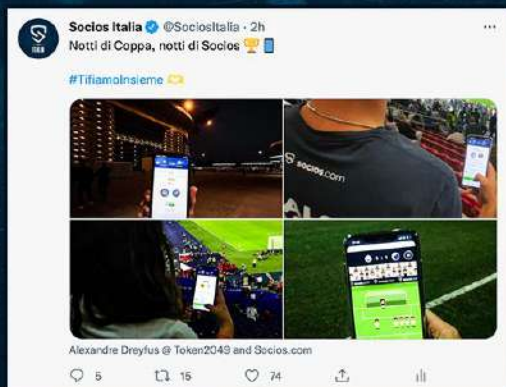 Socios Italia @SociosItalia · 2h
Notti di Coppa, notti di Socios
#TifiamoInsieme
socios.com
Alexandre Dreyfus @ Token2049 and Socios.com
5
15
74